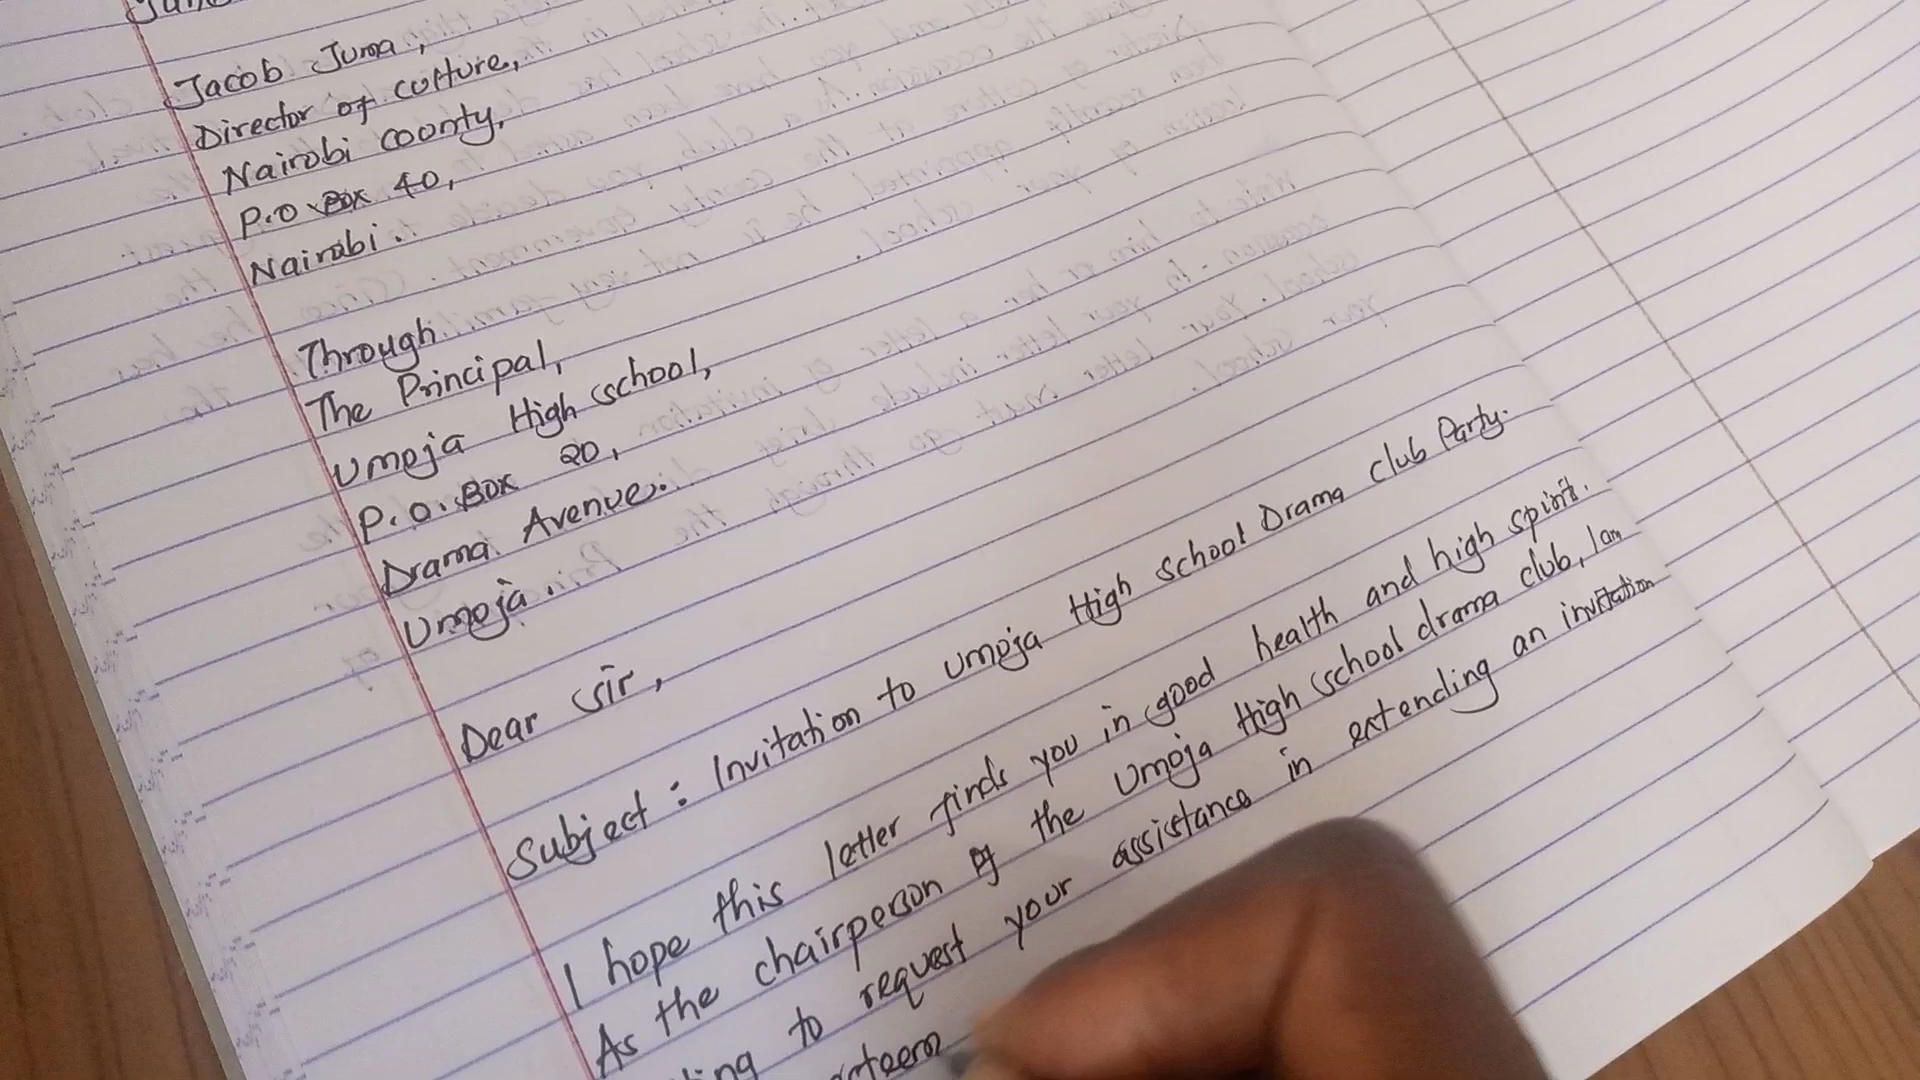 Jacob Juma,
Director of culture,
Nairobi county,
P.O Box 40,
Nairobi.
Through
The Principal,
Umoja High school,
P.O. Box 20,
Drama Avenue.
Umoja.
Dear Sir,
Subject: Invitation to Umoja High School Drama club Party.
I hope this letter finds you in good health and high spirit.
As the chairperson of the Umoja High School drama club, I am
to request your assistance in extending an invitation